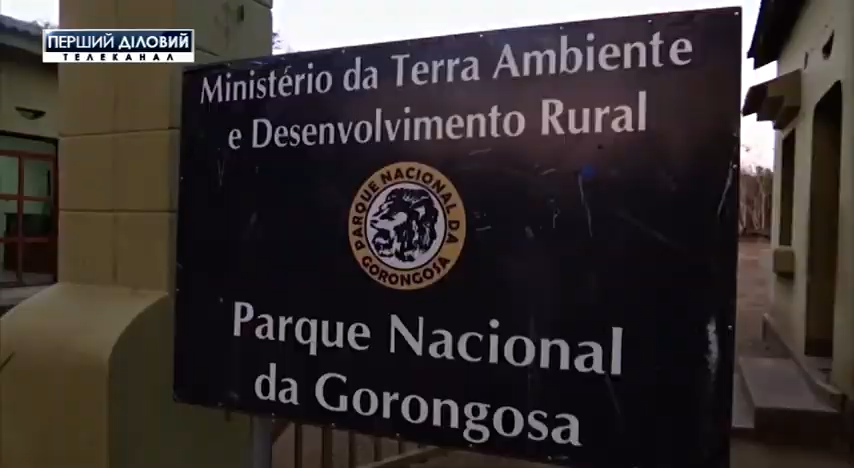 ПЕРШИЙ ДІЛОВИЙ
ТЕЛЕКАНАЛ
Ministério da Terra Ambiente
e Desenvolvimento Rural
PARQUE NACIONAL DA
GORONGOSA
Parque Nacional
da Gorongosa